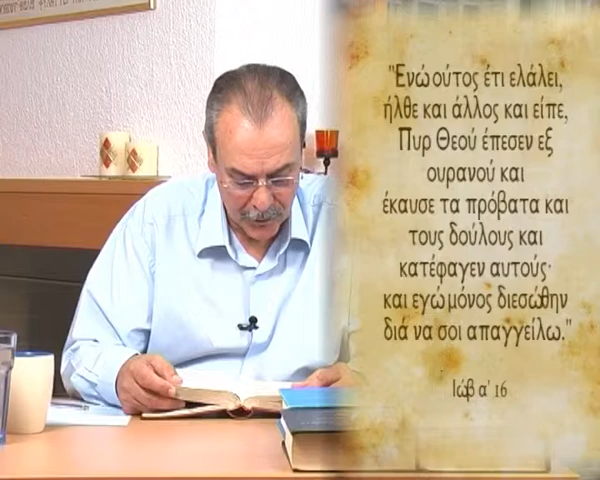 "Ενώ ούτος έτι ελάλει,
ήλθε και άλλος και είπε,
Πυρ Θεού έπεσεν εξ
ουρανού και
έκαυσε τα πρόβατα και
τους δούλους και
κατέφαγεν αυτούς·
και εγώ μόνος διεσώθην
διά να σοι απαγγείλω."
Ιώβ α' 16